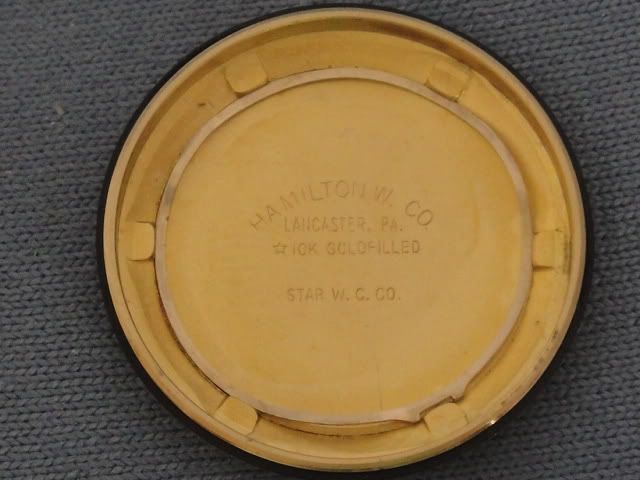 HAMILTON W. CO.
LANCASTER, PA.
☆ 10K GOLDFILLED
STAR W. C. CO.